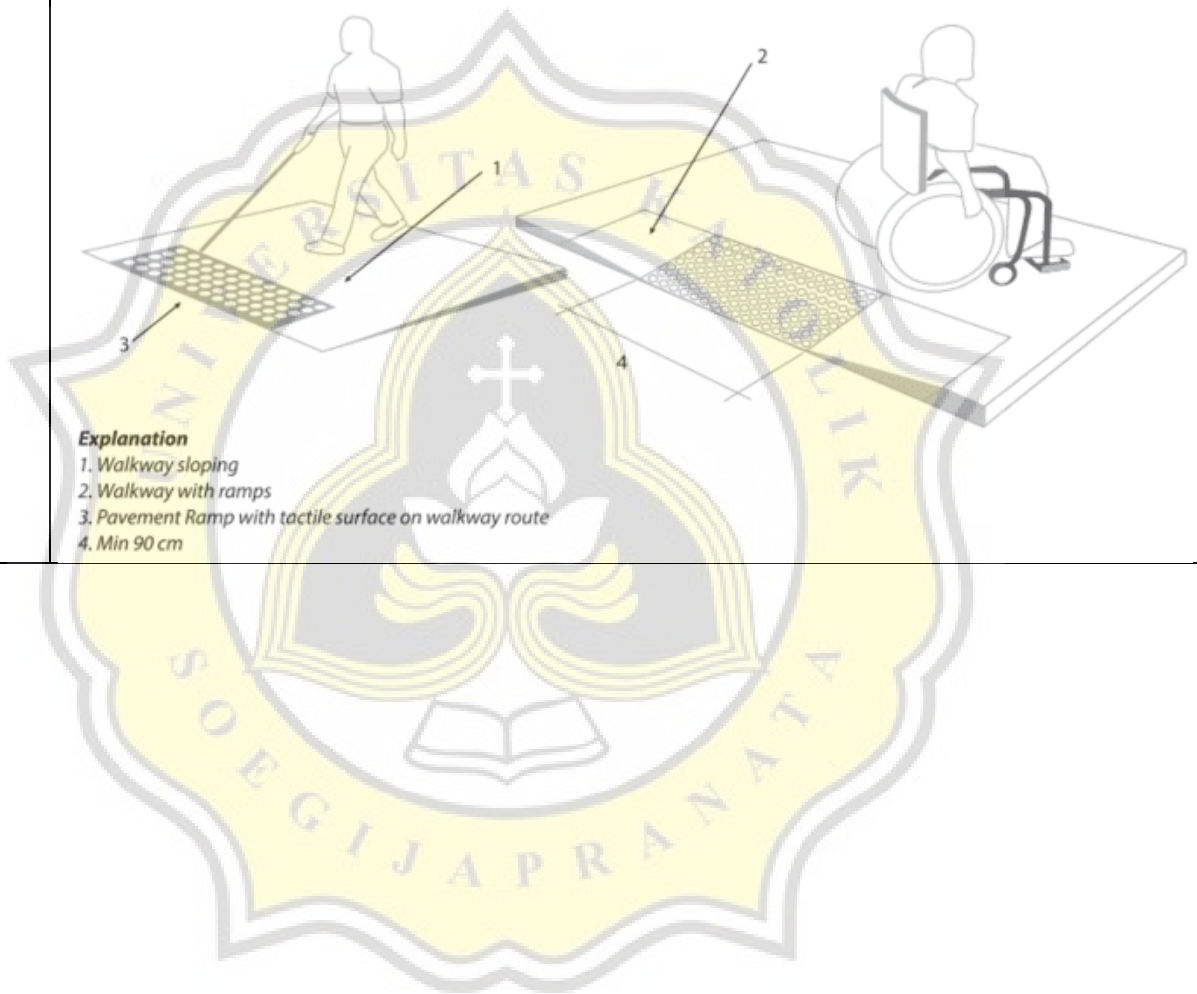 2
1
3
4
Explanation
1. Walkway sloping
2. Walkway with ramps
3. Pavement Ramp with tactile surface on walkway route
4. Min 90 cm
UNIVERSITAS KATOLIK
SOEGIJAPRANATA